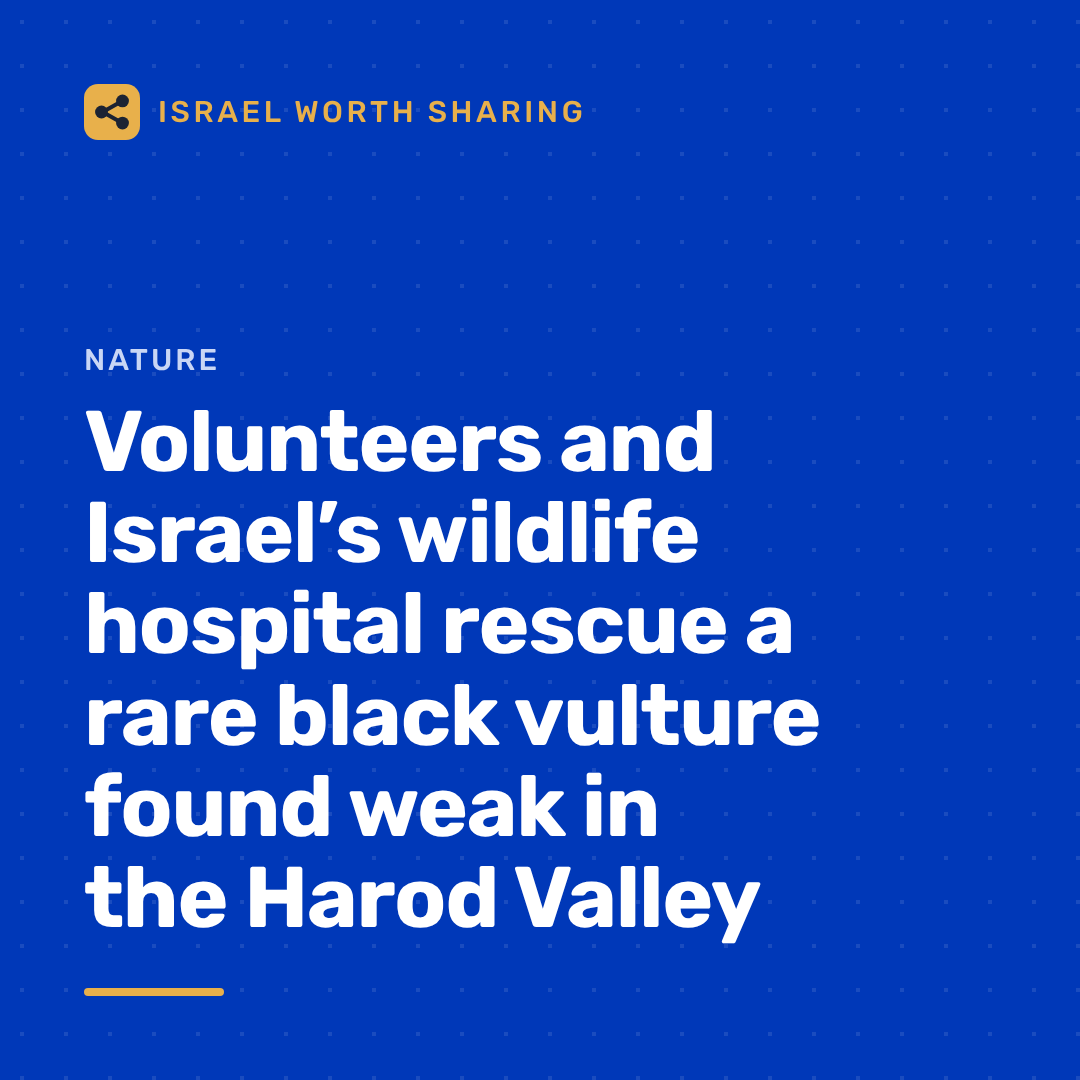 ISRAEL WORTH SHARING
NATURE
Volunteers and
Israel’s wildlife
hospital rescue a
rare black vulture
found weak in
the Harod Valley